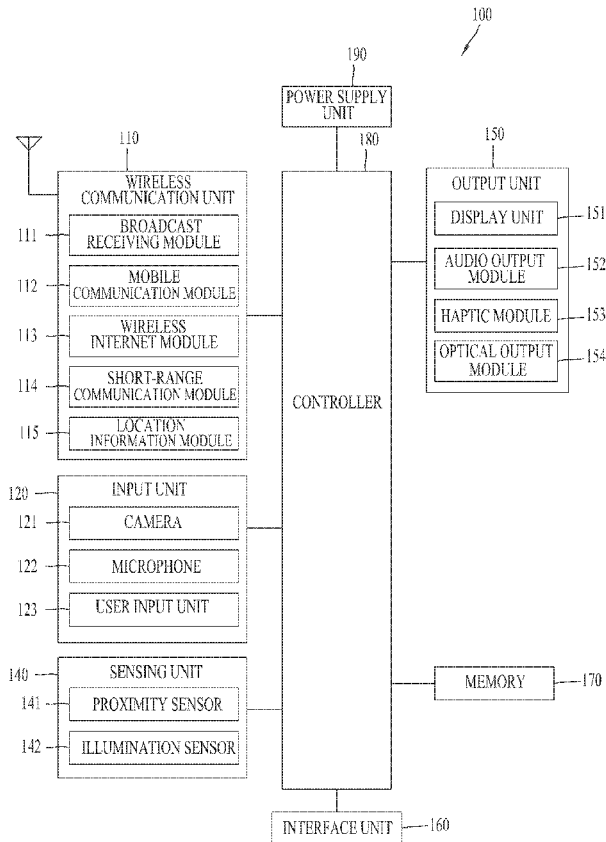 100
190
POWER SUPPLY
UNIT
110
WIRELESS
COMMUNICATION UNIT
111
BROADCAST
RECEIVING MODULE
112
MOBILE
COMMUNICATION MODULE
113
WIRELESS
INTERNET MODULE
114
SHORT-RANGE
COMMUNICATION MODULE
115
LOCATION
INFORMATION MODULE
120
INPUT UNIT
121
CAMERA
122
MICROPHONE
123
USER INPUT UNIT
140
SENSING UNIT
141
PROXIMITY SENSOR
142
ILLUMINATION SENSOR
180
CONTROLLER
150
OUTPUT UNIT
DISPLAY UNIT
151
AUDIO OUTPUT
MODULE
152
HAPTIC MODULE
153
OPTICAL OUTPUT
MODULE
154
MEMORY
170
INTERFACE UNIT
160